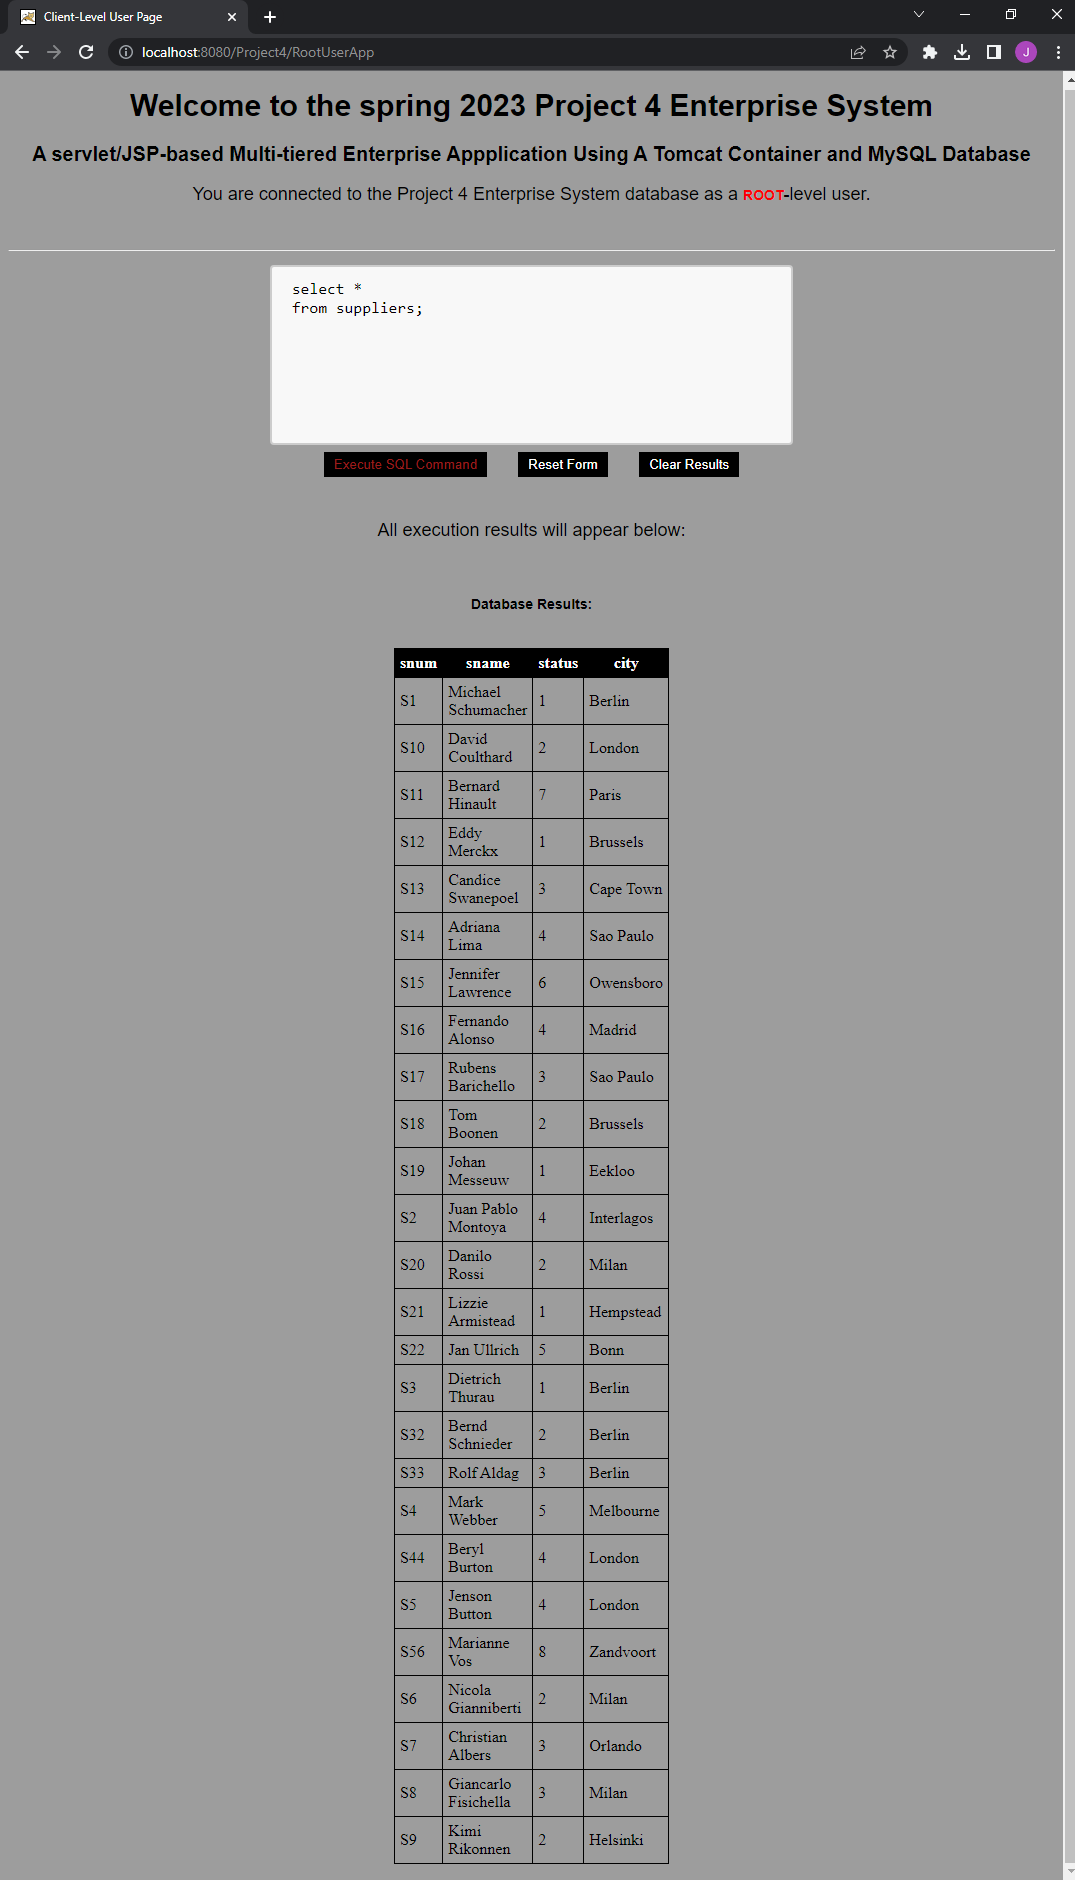 Client-Level User Page
localhost:8080/Project4/RootUserApp
J
Welcome to the spring 2023 Project 4 Enterprise System
A servlet/JSP-based Multi-tiered Enterprise Appplication Using A Tomcat Container and MySQL Database
You are connected to the Project 4 Enterprise System database as a ROOT-level user.
select *
from suppliers;
Execute SQL Command Reset Form Clear Results
All execution results will appear below:
Database Results:
snum sname status city
S1 Michael Schumacher 1 Berlin
S10 David Coulthard 2 London
S11 Bernard Hinault 7 Paris
S12 Eddy Merckx 1 Brussels
S13 Candice Swanepoel 3 Cape Town
S14 Adriana Lima 4 Sao Paulo
S15 Jennifer Lawrence 6 Owensboro
S16 Fernando Alonso 4 Madrid
S17 Rubens Barichello 3 Sao Paulo
S18 Tom Boonen 2 Brussels
S19 Johan Messeuw 1 Eekloo
S2 Juan Pablo Montoya 4 Interlagos
S20 Danilo Rossi 2 Milan
S21 Lizzie Armistead 1 Hempstead
S22 Jan Ullrich 5 Bonn
S3 Dietrich Thurau 1 Berlin
S32 Bernd Schnieder 2 Berlin
S33 Rolf Aldag 3 Berlin
S4 Mark Webber 5 Melbourne
S44 Beryl Burton 4 London
S5 Jenson Button 4 London
S56 Marianne Vos 8 Zandvoort
S6 Nicola Gianniberti 2 Milan
S7 Christian Albers 3 Orlando
S8 Giancarlo Fisichella 3 Milan
S9 Kimi Rikonnen 2 Helsinki